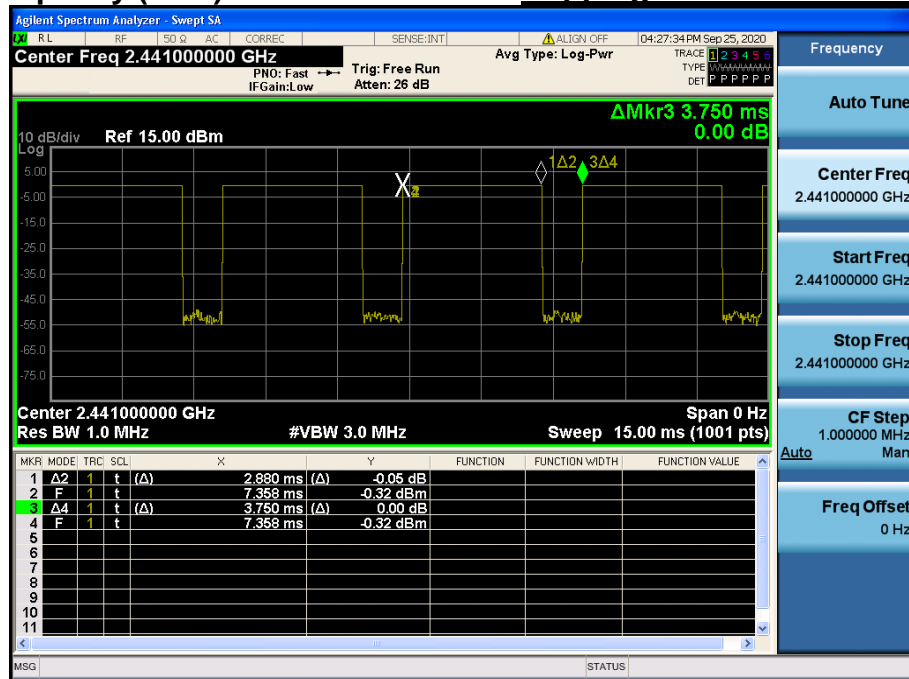 Agilent Spectrum Analyzer - Swept SA
LXI RL RF 50 Ω AC CORREC SENSE:INT ALIGN OFF 04:27:34 PM Sep 25, 2020
Center Freq 2.441000000 GHz
PNO: Fast
IFGain:Low
Trig: Free Run
Atten: 26 dB
Avg Type: Log-Pwr
TRACE 1 2 3 4 5 6
TYPE WWWWWW
DET P P P P P P
ΔMkr3 3.750 ms
0.00 dB
10 dB/div Ref 15.00 dBm
Log
5.00
-5.00
-15.0
-25.0
-35.0
-45.0
-55.0
-65.0
-75.0
X 2
1Δ2 3Δ4
Center 2.441000000 GHz Span 0 Hz
Res BW 1.0 MHz #VBW 3.0 MHz Sweep 15.00 ms (1001 pts)
MKR MODE TRC SCL X Y FUNCTION FUNCTION WIDTH FUNCTION VALUE
1 Δ2 1 t (Δ) 2.880 ms (Δ) -0.05 dB
2 F 1 t 7.358 ms -0.32 dBm
3 Δ4 1 t (Δ) 3.750 ms (Δ) 0.00 dB
4 F 1 t 7.358 ms -0.32 dBm
5
6
7
8
9
10
11
MSG STATUS
Frequency
Auto Tune
Center Freq
2.441000000 GHz
Start Freq
2.441000000 GHz
Stop Freq
2.441000000 GHz
CF Step
1.000000 MHz
Auto Man
Freq Offset
0 Hz